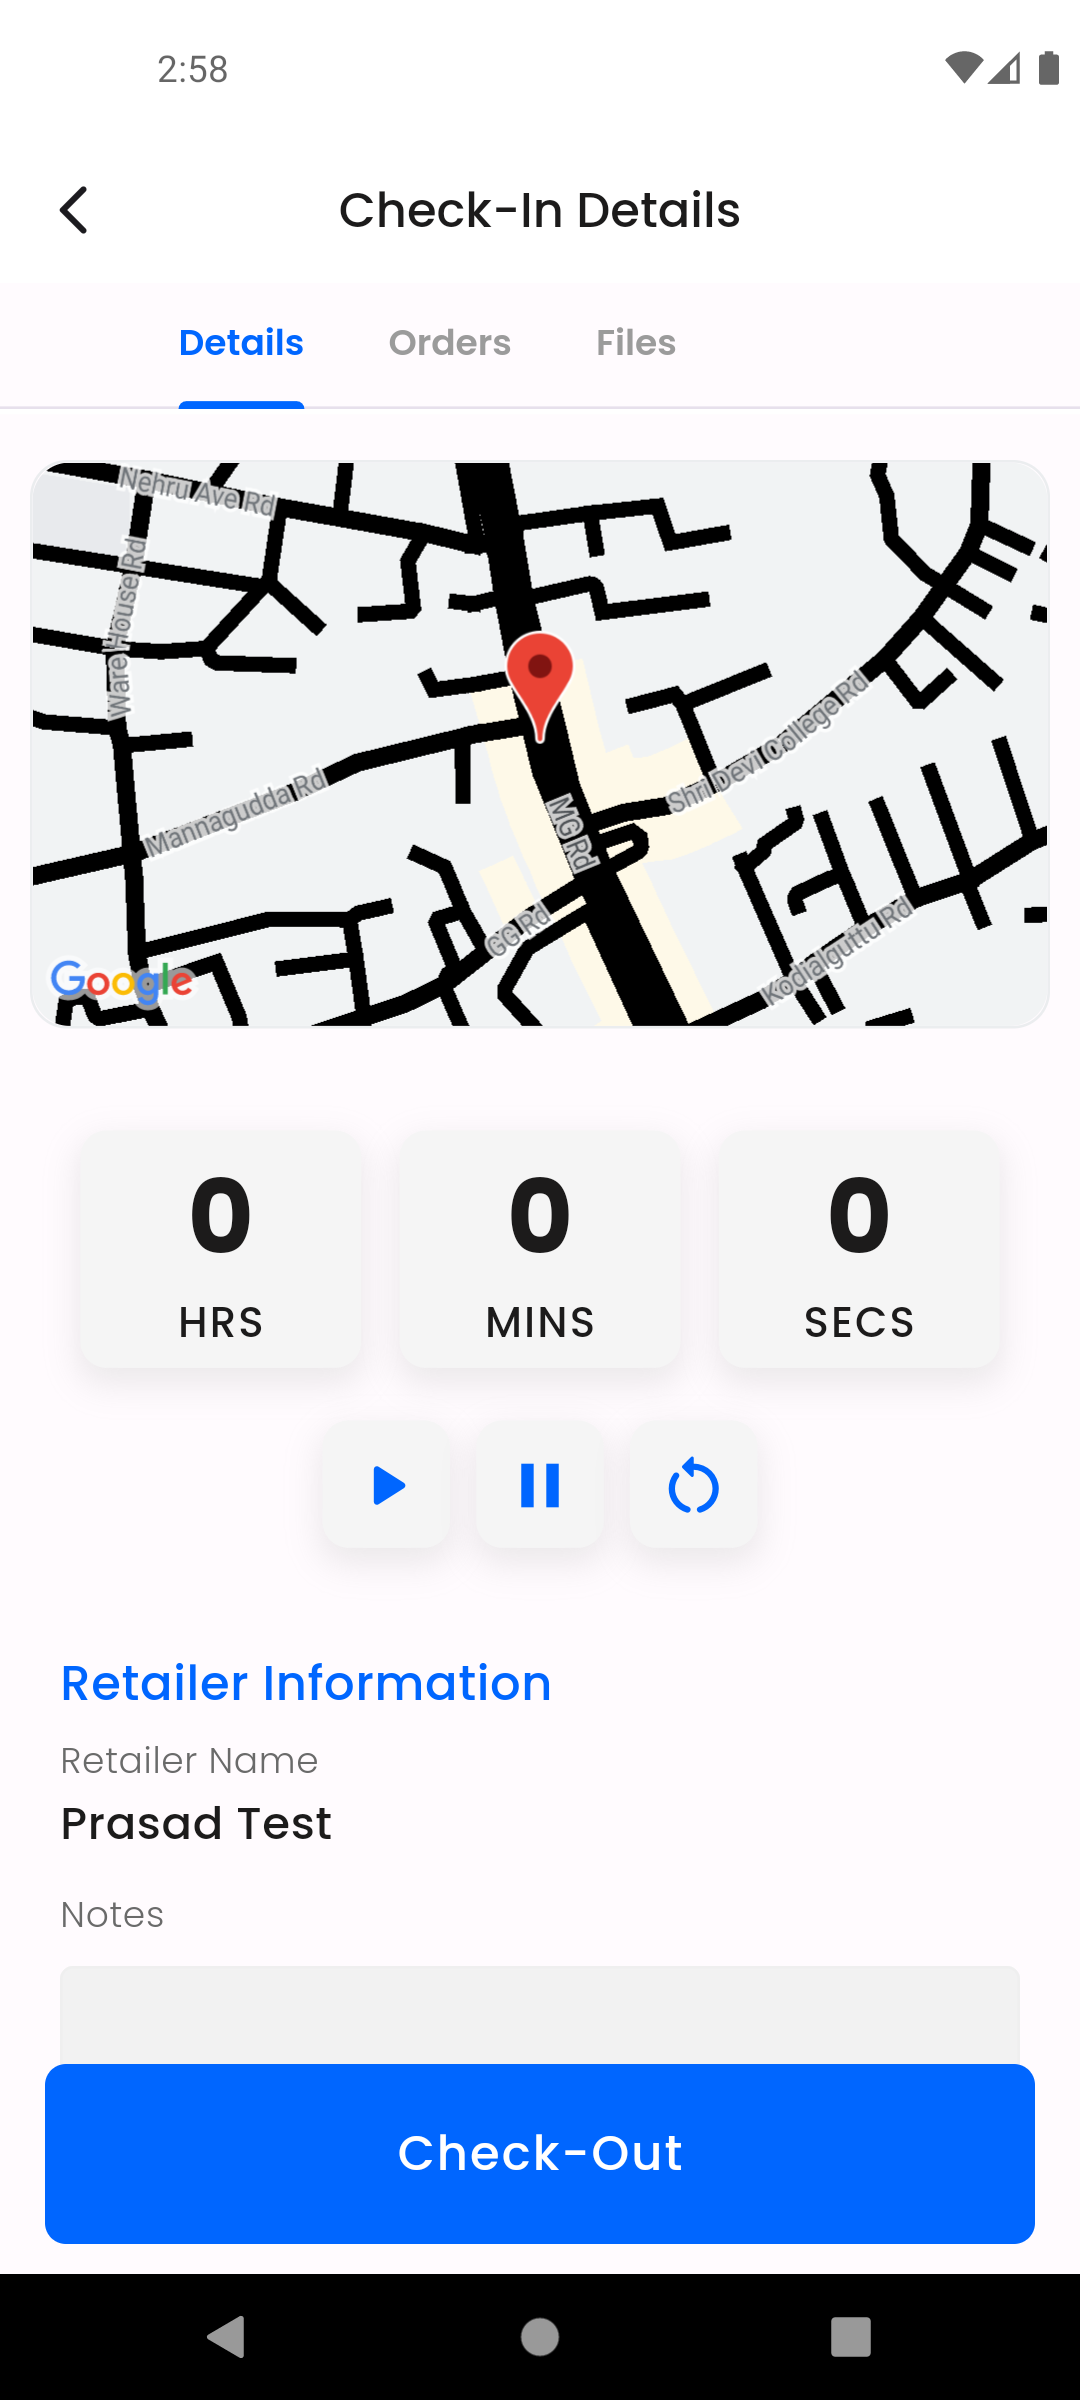 2:58
Check-In Details
Details
Orders
Files
Nehru Ave Rd
Ware House Rd
Mannagudda Rd
Shri Devi College Rd
MG Rd
GG Rd
Kodialguttu Rd
Google
0
0
0
HRS
MINS
SECS
Retailer Information
Retailer Name
Prasad Test
Notes
Check-Out